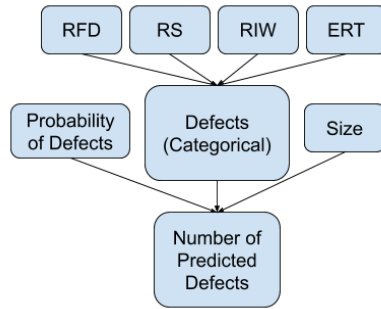 RFD
RS
RIW
ERT
Probability
of Defects
Defects
(Categorical)
Size
Number of
Predicted
Defects